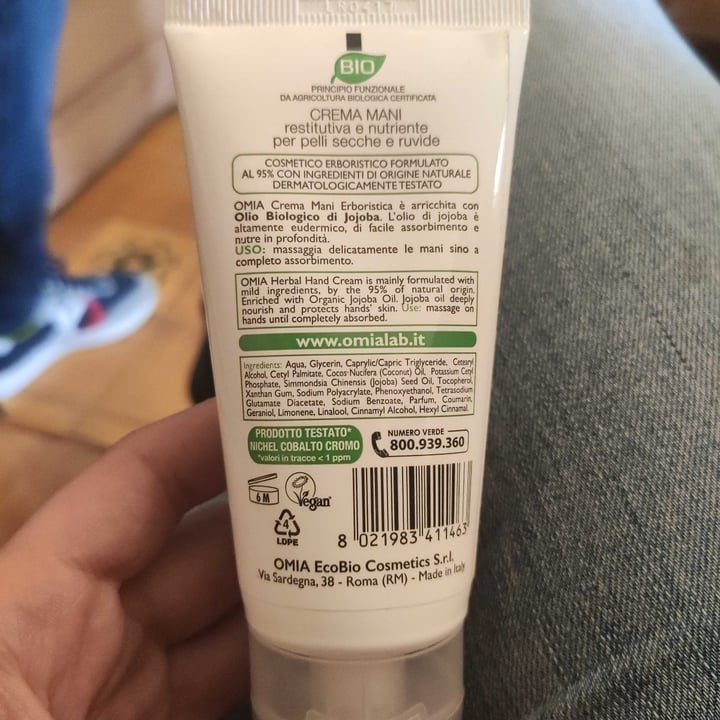 BIO
PRINCIPIO FUNZIONALE
DA AGRICOLTURA BIOLOGICA CERTIFICATA
CREMA MANI
restitutiva e nutriente
per pelli secche e ruvide
COSMETICO ERBORISTICO FORMULATO
AL 95% CON INGREDIENTI DI ORIGINE NATURALE
DERMATOLOGICAMENTE TESTATO
OMIA Crema Mani Erboristica è arricchita con
Olio Biologico di Jojoba. L'olio di jojoba è
altamente eudermico, di facile assorbimento e
nutre in profondità.
USO: massaggia delicatamente le mani sino a
completo assorbimento.
OMIA Herbal Hand Cream is mainly formulated with
mild ingredients, by the 95% of natural origin.
Enriched with Organic Jojoba Oil. Jojoba oil deeply
nourish and protects hands' skin. Use: massage on
hands until completely absorbed.
www.omialab.it
Ingredients: Aqua, Glycerin, Caprylic/Capric Triglyceride, Cetearyl
Alcohol, Cetyl Palmitate, Cocos Nucifera (Coconut) Oil, Potassium Cetyl
Phosphate, Simmondsia Chinensis (Jojoba) Seed Oil, Tocopherol,
Xanthan Gum, Sodium Polyacrylate, Phenoxyethanol, Tetrasodium
Glutamate Diacetate, Sodium Benzoate, Parfum, Coumarin,
Geraniol, Limonene, Linalool, Cinnamyl Alcohol, Hexyl Cinnamal.
PRODOTTO TESTATO*
NICHEL COBALTO CROMO
*valori in tracce < 1 ppm
NUMERO VERDE
800.939.360
6 M
Vegan
4
LDPE
8 021983 411463
OMIA EcoBio Cosmetics S.r.l.
Via Sardegna, 38 - Roma (RM) - Made in Italy